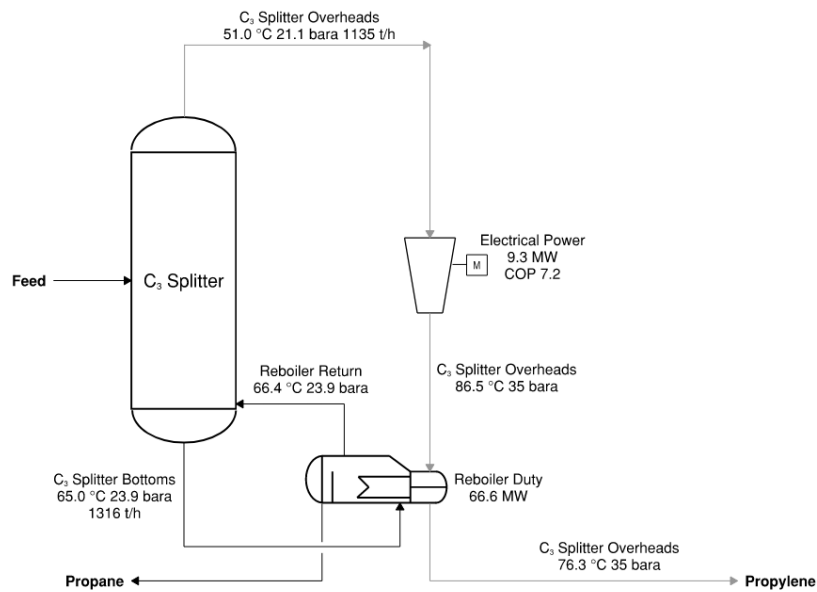 C₃ Splitter Overheads
51.0 °C 21.1 bara 1135 t/h
Electrical Power
9.3 MW
COP 7.2
M
Feed
C₃ Splitter
Reboiler Return
66.4 °C 23.9 bara
C₃ Splitter Overheads
86.5 °C 35 bara
C₃ Splitter Bottoms
65.0 °C 23.9 bara
1316 t/h
Reboiler Duty
66.6 MW
C₃ Splitter Overheads
76.3 °C 35 bara
Propane
Propylene